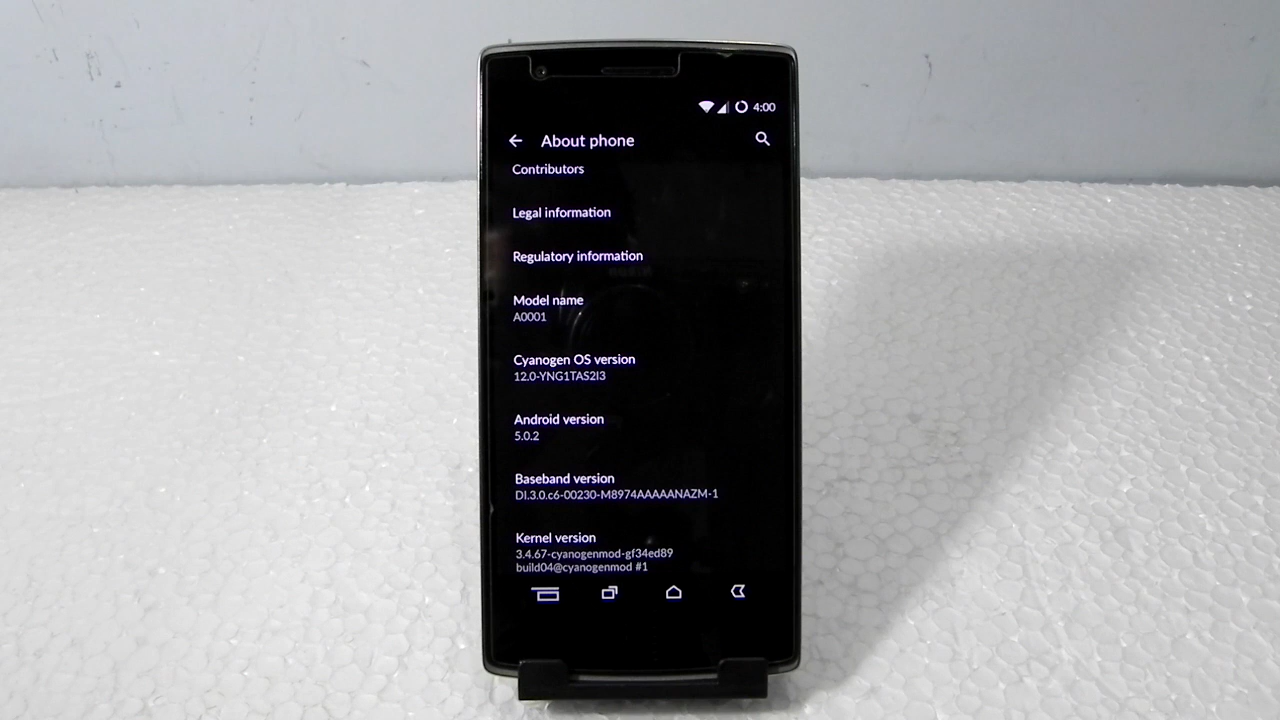 4:00
About phone
Contributors
Legal information
Regulatory information
Model name
A0001
Cyanogen OS version
12.0-YNG1TAS2I3
Android version
5.0.2
Baseband version
DI.3.0.c6-00230-M8974AAAAANAZM-1
Kernel version
3.4.67-cyanogenmod-gf34ed89
build04@cyanogenmod #1